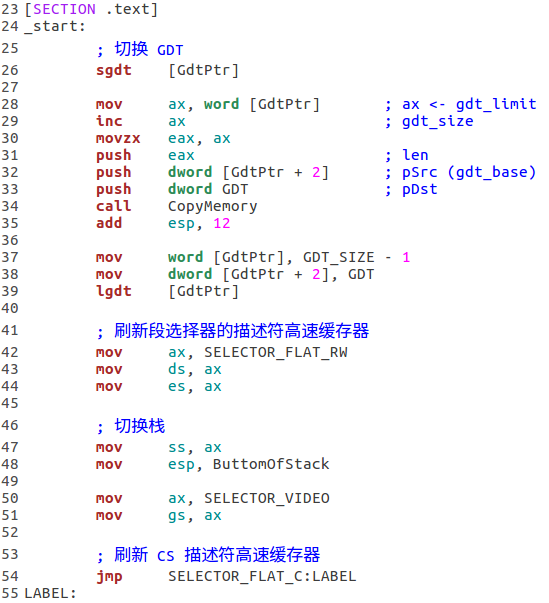 23 [SECTION .text]
24 _start:
25         ; 切换 GDT
26         sgdt    [GdtPtr]
27
28         mov     ax, word [GdtPtr]       ; ax <- gdt_limit
29         inc     ax                      ; gdt_size
30         movzx   eax, ax
31         push    eax                     ; len
32         push    dword [GdtPtr + 2]      ; pSrc (gdt_base)
33         push    dword GDT               ; pDst
34         call    CopyMemory
35         add     esp, 12
36
37         mov     word [GdtPtr], GDT_SIZE - 1
38         mov     dword [GdtPtr + 2], GDT
39         lgdt    [GdtPtr]
40
41         ; 刷新段选择器的描述符高速缓存器
42         mov     ax, SELECTOR_FLAT_RW
43         mov     ds, ax
44         mov     es, ax
45
46         ; 切换栈
47         mov     ss, ax
48         mov     esp, ButtomOfStack
49
50         mov     ax, SELECTOR_VIDEO
51         mov     gs, ax
52
53         ; 刷新 CS 描述符高速缓存器
54         jmp     SELECTOR_FLAT_C:LABEL
55 LABEL: